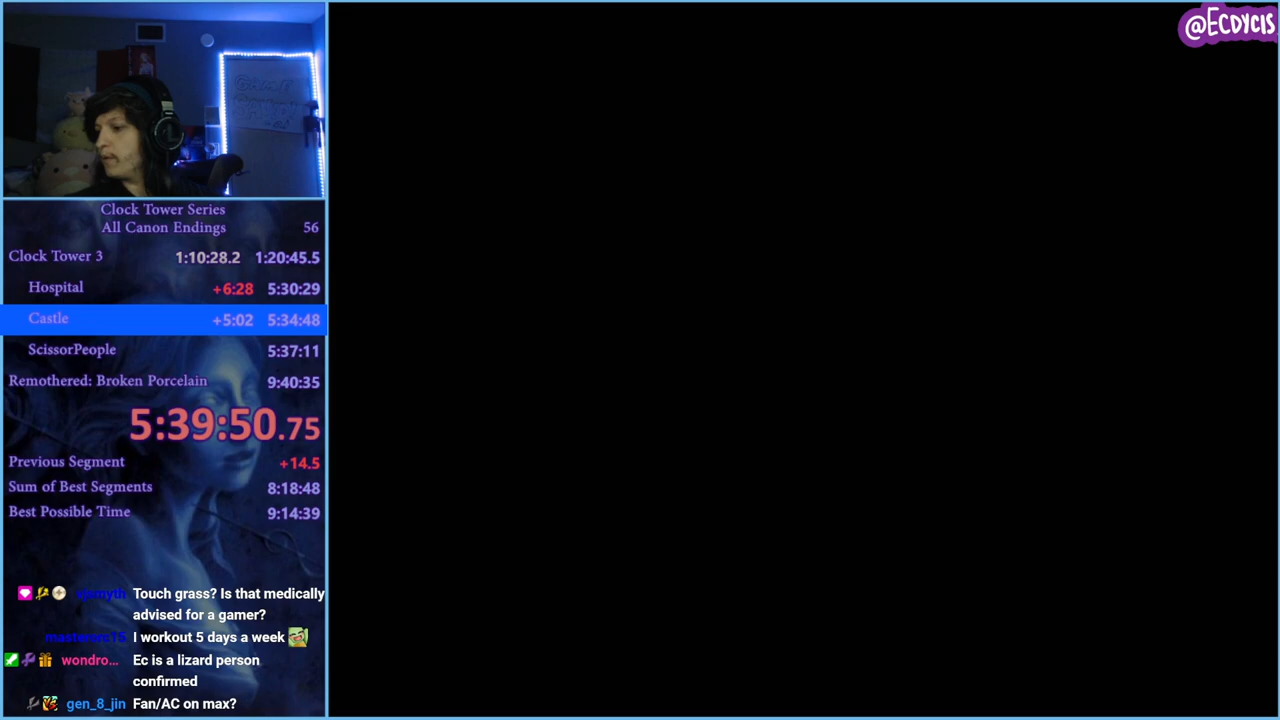 @ECDYCIS
Clock Tower Series
All Canon Endings 56
Clock Tower 3 1:10:28.2 1:20:45.5
Hospital +6:28 5:30:29
Castle +5:02 5:34:48
ScissorPeople 5:37:11
Remothered: Broken Porcelain 9:40:35
5:39:50.75
Previous Segment +14.5
Sum of Best Segments 8:18:48
Best Possible Time 9:14:39
Touch grass? Is that medically
advised for a gamer?
I workout 5 days a week
wondro... Ec is a lizard person
confirmed
gen_8_jin Fan/AC on max?